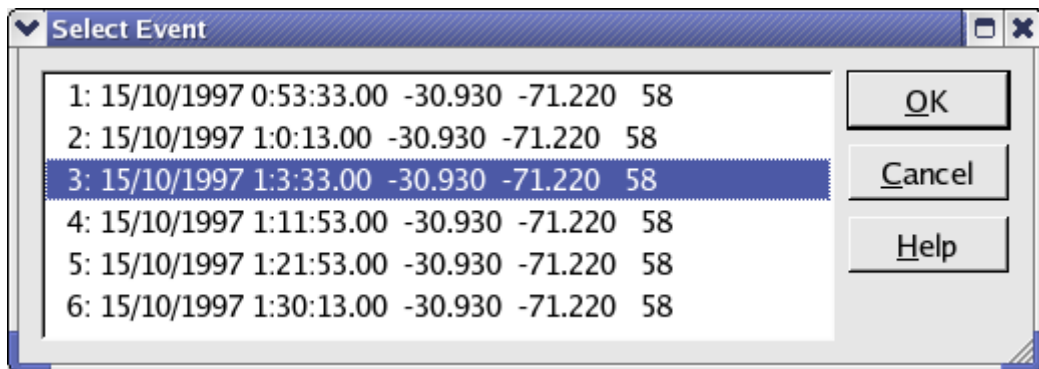 Select Event
1: 15/10/1997 0:53:33.00 -30.930 -71.220 58
2: 15/10/1997 1:0:13.00 -30.930 -71.220 58
3: 15/10/1997 1:3:33.00 -30.930 -71.220 58
4: 15/10/1997 1:11:53.00 -30.930 -71.220 58
5: 15/10/1997 1:21:53.00 -30.930 -71.220 58
6: 15/10/1997 1:30:13.00 -30.930 -71.220 58
OK
Cancel
Help